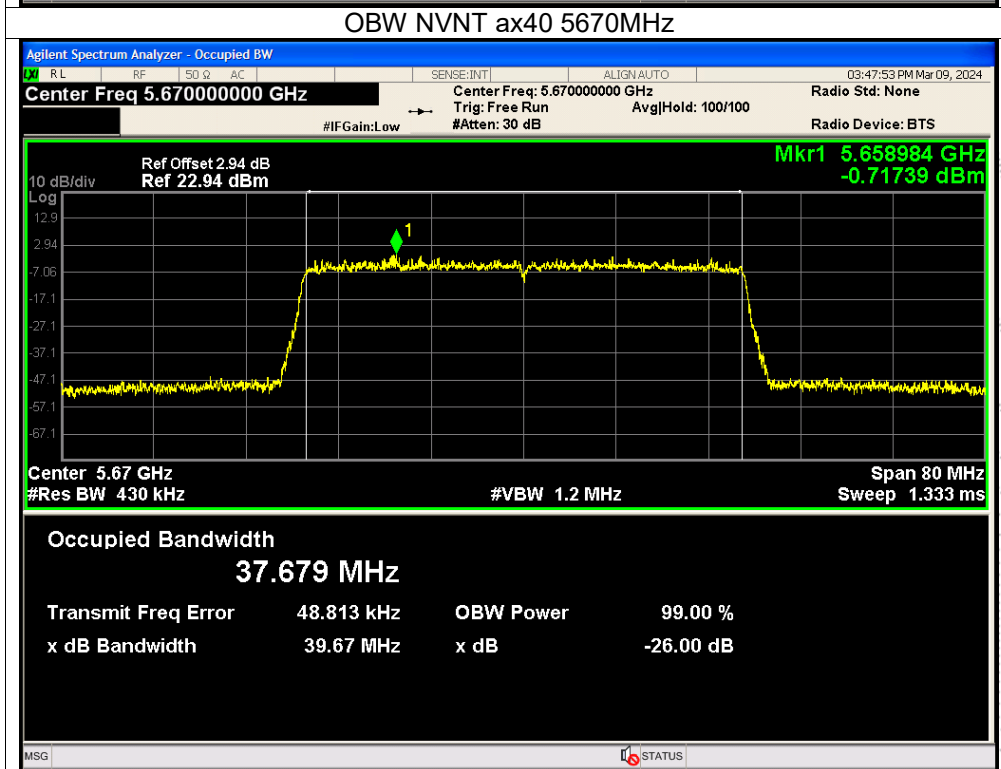 OBW NVNT ax40 5670MHz
Agilent Spectrum Analyzer - Occupied BW
LXI RL RF 50 Ω AC SENSE:INT ALIGN AUTO 03:47:53 PM Mar 09, 2024
Center Freq 5.670000000 GHz Center Freq: 5.670000000 GHz Radio Std: None
Trig: Free Run Avg|Hold: 100/100
#IFGain:Low #Atten: 30 dB Radio Device: BTS
Mkr1 5.658984 GHz
-0.71739 dBm
Ref Offset 2.94 dB
10 dB/div Ref 22.94 dBm
Log
12.9
2.94
-7.06
-17.1
-27.1
-37.1
-47.1
-57.1
-67.1
1
Center 5.67 GHz Span 80 MHz
#Res BW 430 kHz #VBW 1.2 MHz Sweep 1.333 ms
Occupied Bandwidth
37.679 MHz
Transmit Freq Error 48.813 kHz OBW Power 99.00 %
x dB Bandwidth 39.67 MHz x dB -26.00 dB
MSG STATUS